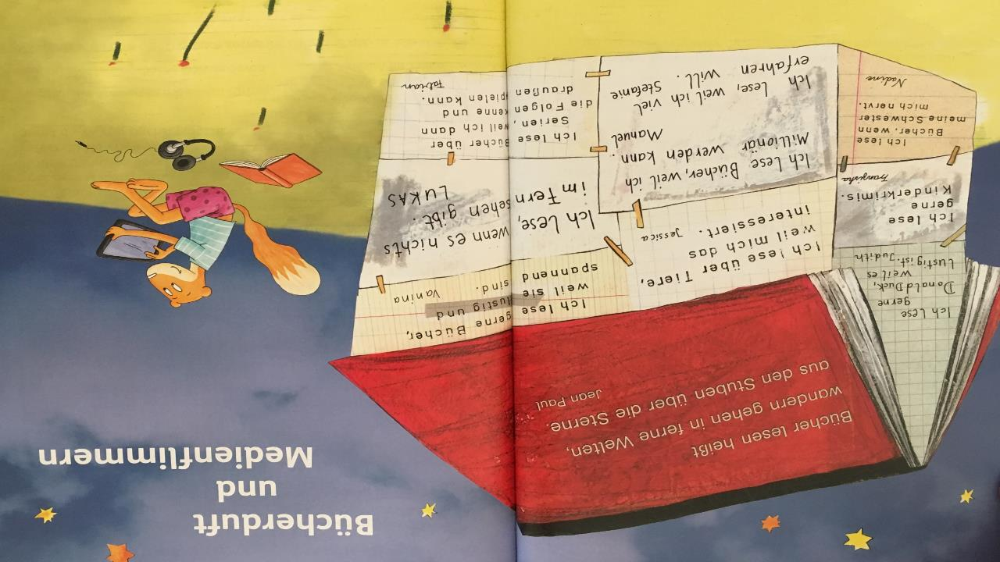 Bücherduft
und
Medienflimmern
Bücher lesen heißt
wandern gehen in ferne Welten,
aus den Stuben über die Sterne.
Jean Paul
Ich Lese
gerne
Donald Duck,
weil es
Lustig ist. Judith
Ich lese gerne Bücher,
weil sie lustig und
spannend sind. Vanina
Ich lese über Tiere,
weil mich das
interessiert. Jessica
Ich lese
gerne
Kinderkrimis.
Franziska
Ich Lese, wenn es nichts
im Fernsehen gibt.
LUKAS
Ich Lese Bücher, weil ich
Millionär werden kann.
Manuel
Ich lese
Bücher, wenn
meine Schwester
mich nervt.
Nadine
Ich lese Bücher über
Serien, weil ich dann
die Folgen kenne und
draußen spielen kann.
Fabian
Ich lese, weil ich viel
erfahren will. Stefanie